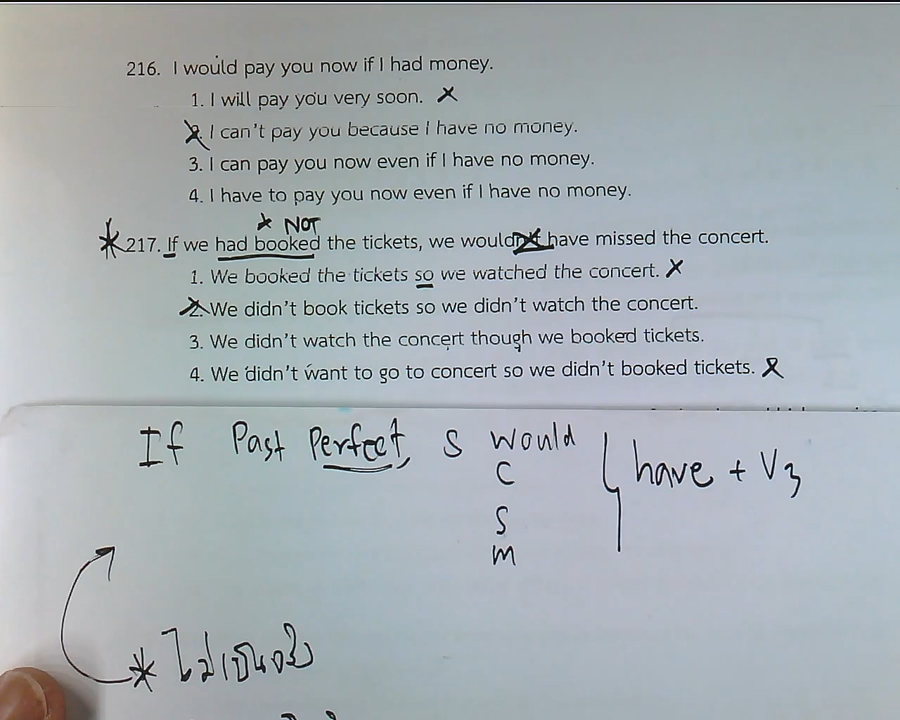 216. I would pay you now if I had money.
1. I will pay you very soon. X
2. I can't pay you because I have no money.
3. I can pay you now even if I have no money.
4. I have to pay you now even if I have no money.
* NOT
*217. If we had booked the tickets, we wouldn't have missed the concert.
1. We booked the tickets so we watched the concert. X
2. We didn't book tickets so we didn't watch the concert.
3. We didn't watch the concert though we booked tickets.
4. We didn't want to go to concert so we didn't booked tickets. X
If Past Perfect, S would have + V3
C
S
m
* ไม่เป็นจริง